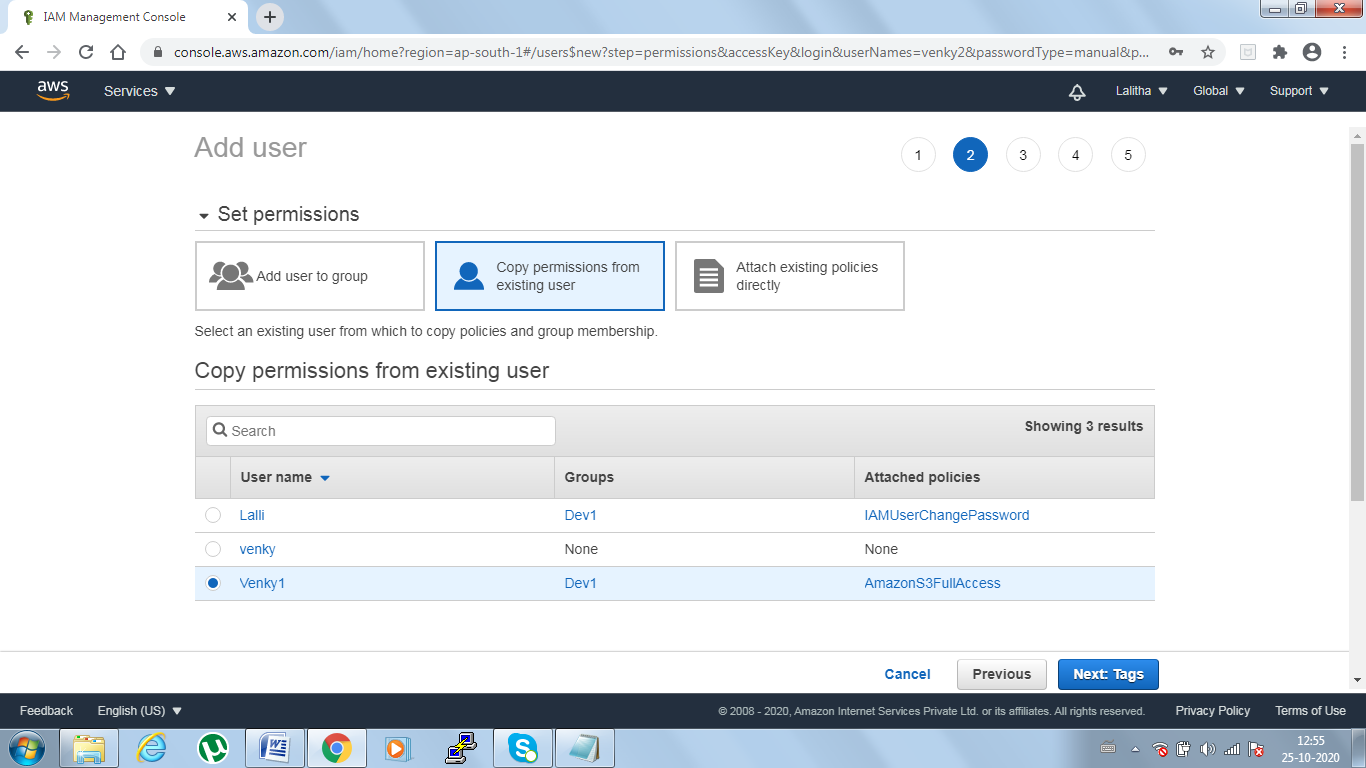 IAM Management Console
console.aws.amazon.com/iam/home?region=ap-south-1#/users$new?step=permissions&accessKey&login&userNames=venky2&passwordType=manual&p...
aws Services Lalitha Global Support
Add user 1 2 3 4 5
Set permissions
Add user to group
Copy permissions from
existing user
Attach existing policies
directly
Select an existing user from which to copy policies and group membership.
Copy permissions from existing user
Search Showing 3 results
User name Groups Attached policies
Lalli Dev1 IAMUserChangePassword
venky None None
Venky1 Dev1 AmazonS3FullAccess
Cancel Previous Next: Tags
Feedback English (US) © 2008 - 2020, Amazon Internet Services Private Ltd. or its affiliates. All rights reserved. Privacy Policy Terms of Use
12:55
25-10-2020